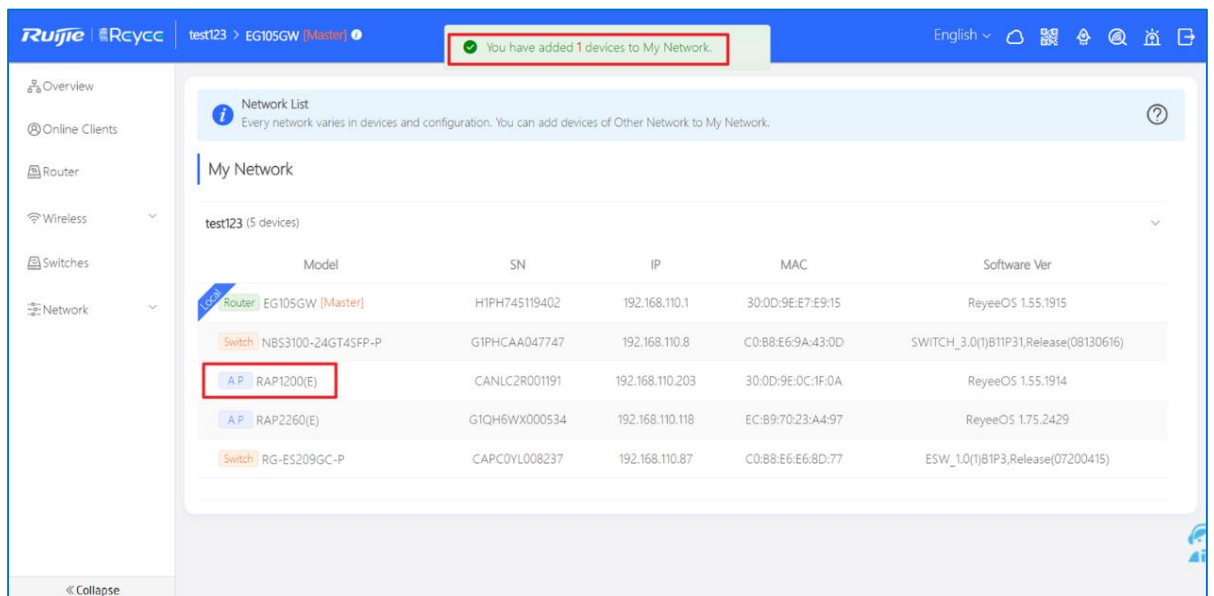 Ruijie | Rcycc test123 > EG105GW [Master] English
You have added 1 devices to My Network.
Overview
Online Clients
Router
Wireless
Switches
Network
Collapse
Network List
Every network varies in devices and configuration. You can add devices of Other Network to My Network.
My Network
test123 (5 devices)
Model SN IP MAC Software Ver
Local Router EG105GW [Master] H1PH745119402 192.168.110.1 30:0D:9E:E7:E9:15 ReyeeOS 1.55.1915
Switch NBS3100-24GT4SFP-P G1PHCAA047747 192.168.110.8 C0:B8:E6:9A:43:0D SWITCH_3.0(1)B11P31,Release(08130616)
AP RAP1200(E) CANLC2R001191 192.168.110.203 30:0D:9E:0C:1F:0A ReyeeOS 1.55.1914
AP RAP2260(E) G1QH6WX000534 192.168.110.118 EC:B9:70:23:A4:97 ReyeeOS 1.75.2429
Switch RG-ES209GC-P CAPC0YL008237 192.168.110.87 C0:B8:E6:E6:8D:77 ESW_1.0(1)B1P3,Release(07200415)